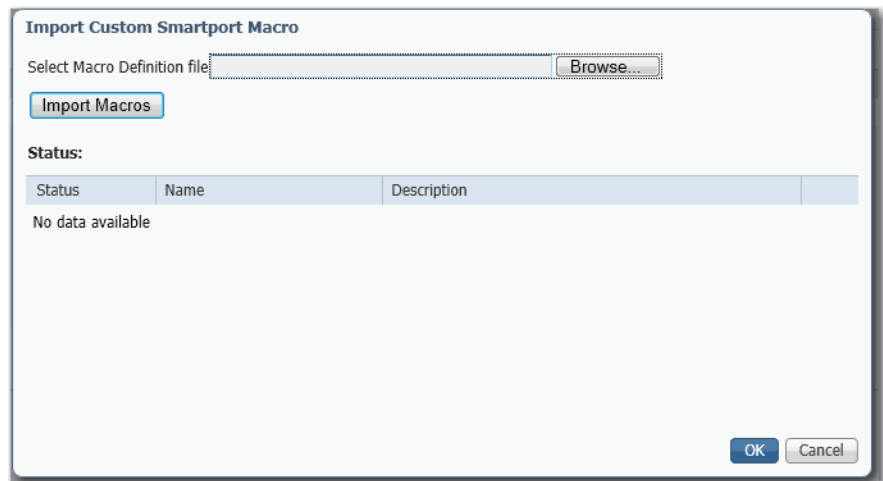 Import Custom Smartport Macro
Select Macro Definition file Browse...
Import Macros
Status:
Status Name Description
No data available
OK Cancel